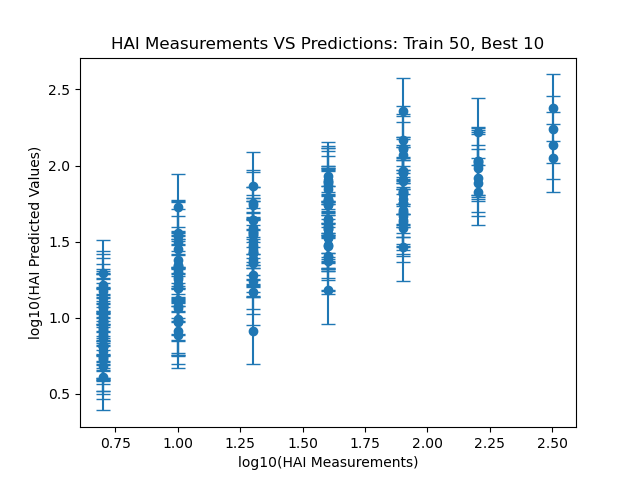 HAI Measurements VS Predictions: Train 50, Best 10
log10(HAI Predicted Values)
2.5
2.0
1.5
1.0
0.5
0.75 1.00 1.25 1.50 1.75 2.00 2.25 2.50
log10(HAI Measurements)